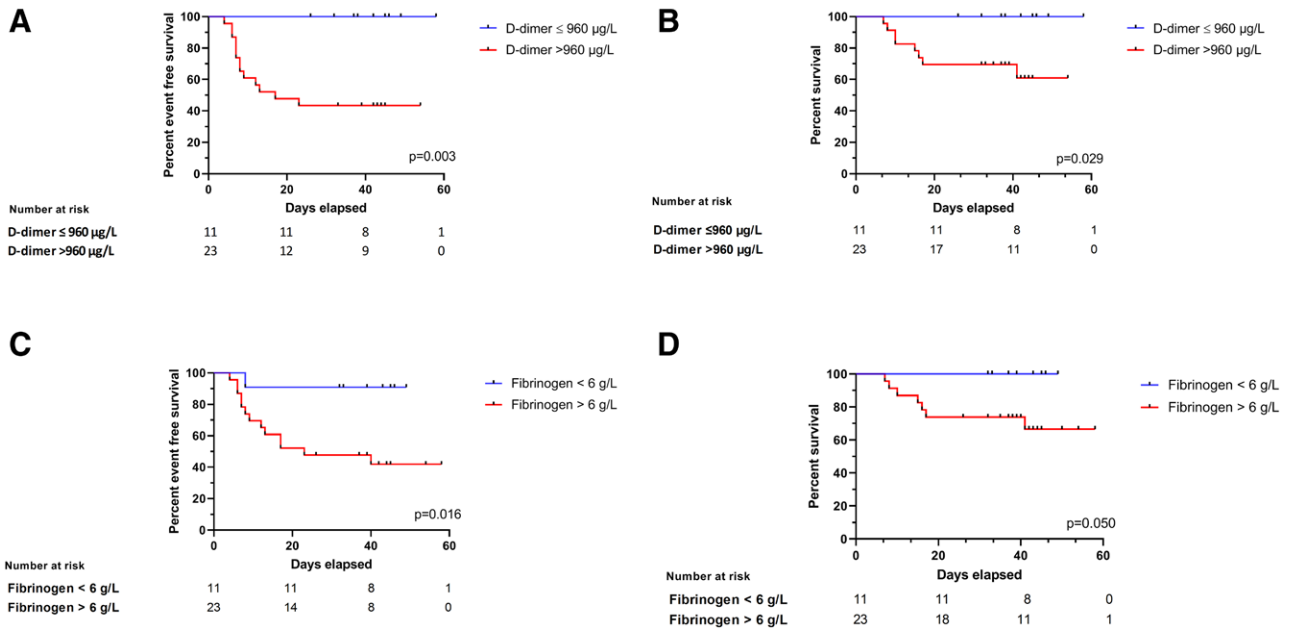 A
Percent event free survival
100
80
60
40
20
0
0 20 40 60
Days elapsed
D-dimer ≤ 960 µg/L
D-dimer >960 µg/L
p=0.003
Number at risk
D-dimer ≤ 960 µg/L 11 11 8 1
D-dimer >960 µg/L 23 12 9 0
B
Percent survival
100
80
60
40
20
0
0 20 40 60
Days elapsed
D-dimer ≤ 960 µg/L
D-dimer >960 µg/L
p=0.029
Number at risk
D-dimer ≤960 µg/L 11 11 8 1
D-dimer >960 µg/L 23 17 11 0
C
Percent event free survival
100
80
60
40
20
0
0 20 40 60
Days elapsed
Fibrinogen < 6 g/L
Fibrinogen > 6 g/L
p=0.016
Number at risk
Fibrinogen < 6 g/L 11 11 8 1
Fibrinogen > 6 g/L 23 14 8 0
D
Percent survival
100
80
60
40
20
0
0 20 40 60
Days elapsed
Fibrinogen < 6 g/L
Fibrinogen > 6 g/L
p=0.050
Number at risk
Fibrinogen < 6 g/L 11 11 8 0
Fibrinogen > 6 g/L 23 18 11 1